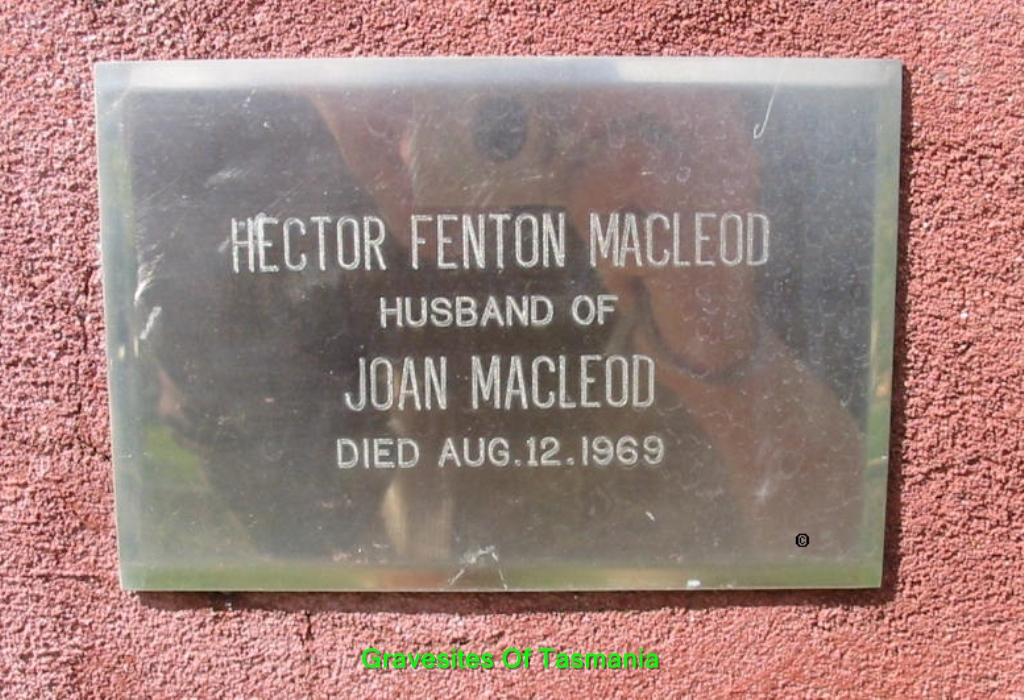 HECTOR FENTON MACLEOD
HUSBAND OF
JOAN MACLEOD
DIED AUG.12.1969
©
Gravesites Of Tasmania